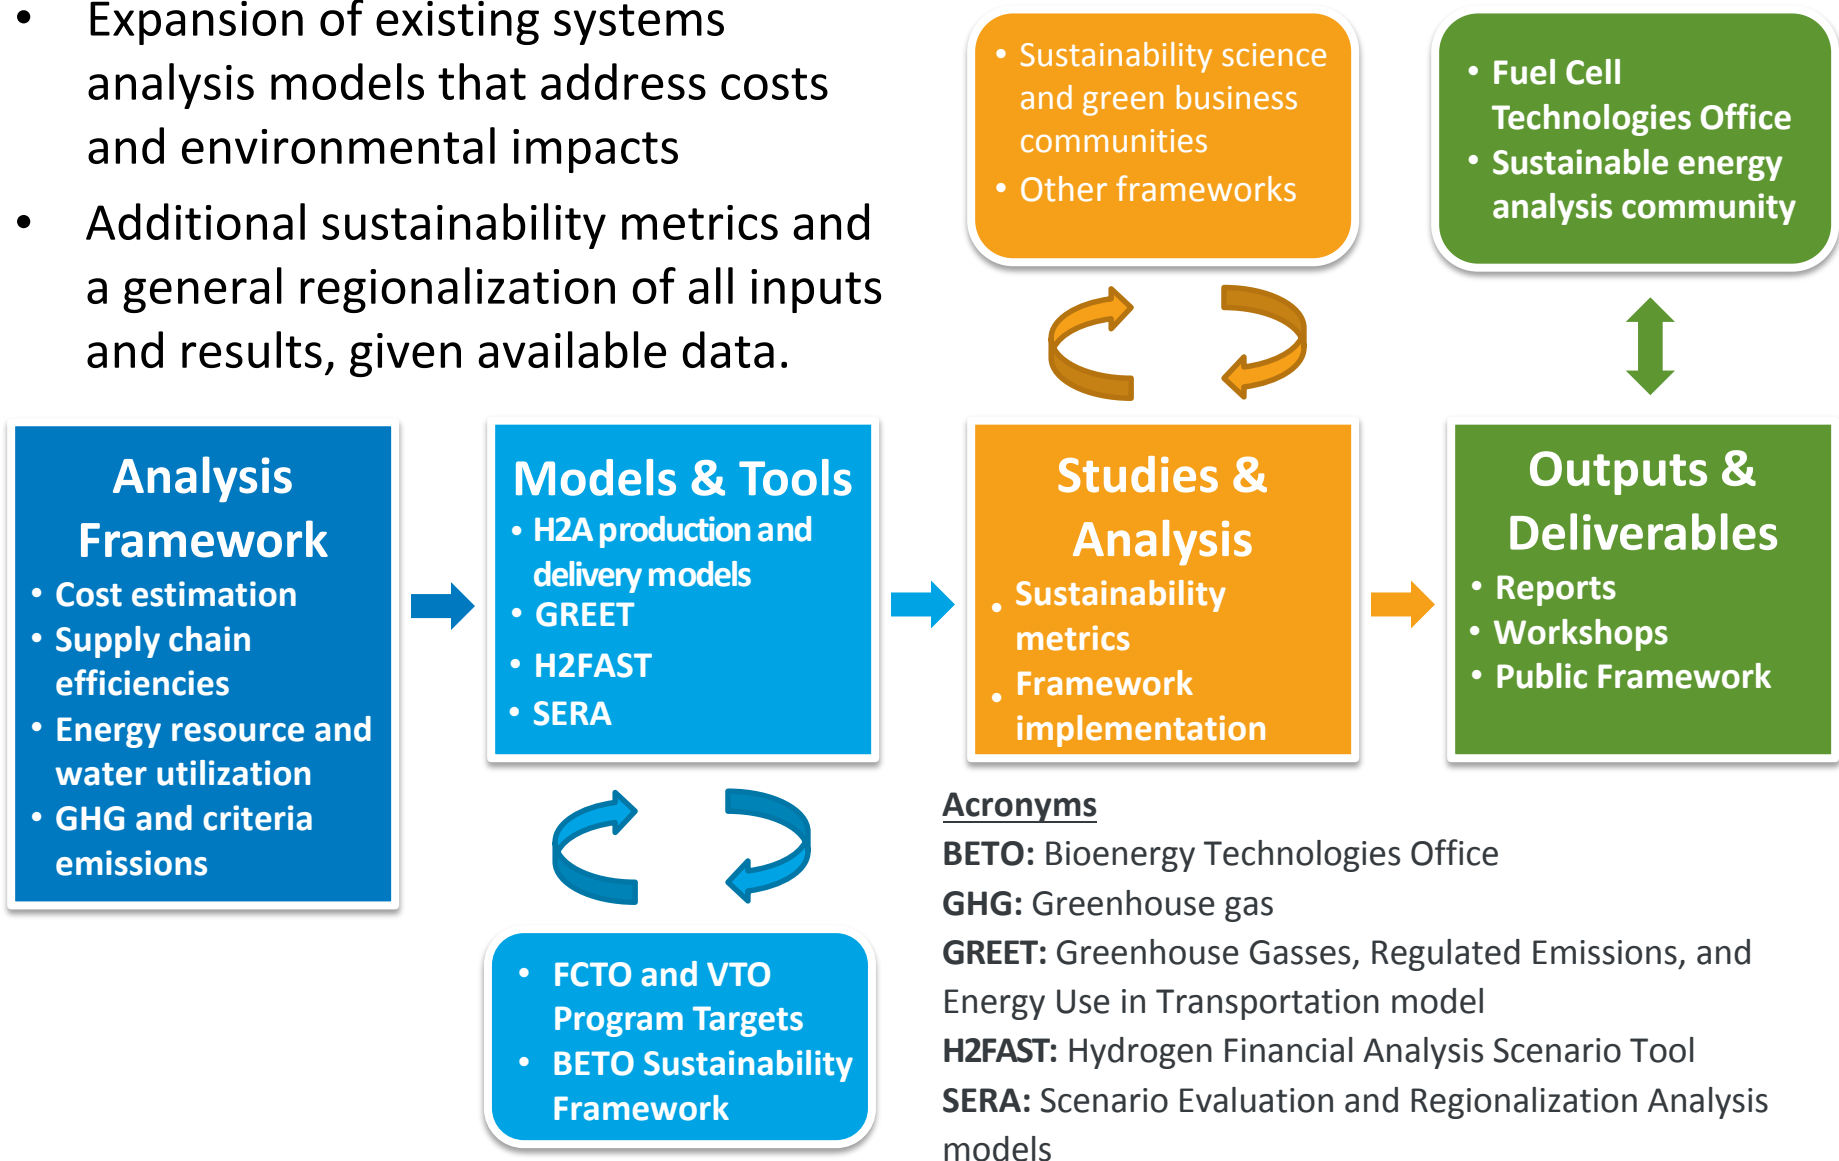 • Expansion of existing systems
analysis models that address costs
and environmental impacts
• Additional sustainability metrics and
a general regionalization of all inputs
and results, given available data.
• Sustainability science
and green business
communities
• Other frameworks
• Fuel Cell
Technologies Office
• Sustainable energy
analysis community
Analysis
Framework
• Cost estimation
• Supply chain
efficiencies
• Energy resource and
water utilization
• GHG and criteria
emissions
Models & Tools
• H2A production and
delivery models
• GREET
• H2FAST
• SERA
Studies &
Analysis
• Sustainability
metrics
• Framework
implementation
Outputs &
Deliverables
• Reports
• Workshops
• Public Framework
• FCTO and VTO
Program Targets
• BETO Sustainability
Framework
Acronyms
BETO: Bioenergy Technologies Office
GHG: Greenhouse gas
GREET: Greenhouse Gasses, Regulated Emissions, and
Energy Use in Transportation model
H2FAST: Hydrogen Financial Analysis Scenario Tool
SERA: Scenario Evaluation and Regionalization Analysis
models